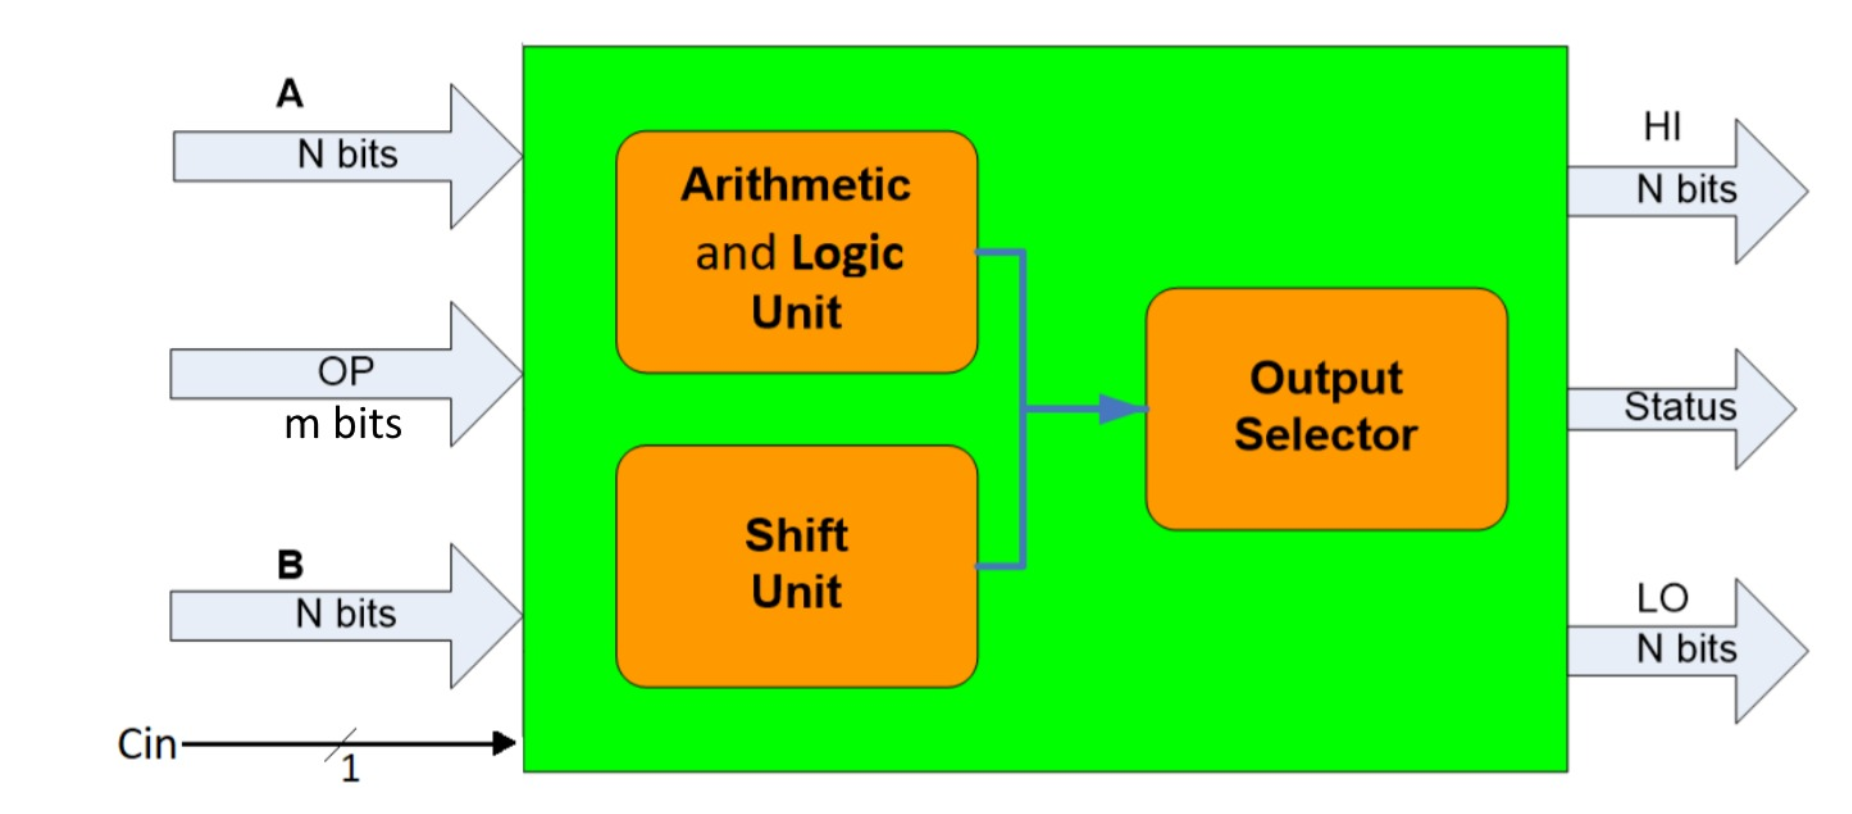 A
N bits
OP
m bits
B
N bits
Cin
1
Arithmetic
and Logic
Unit
Shift
Unit
Output
Selector
HI
N bits
Status
LO
N bits